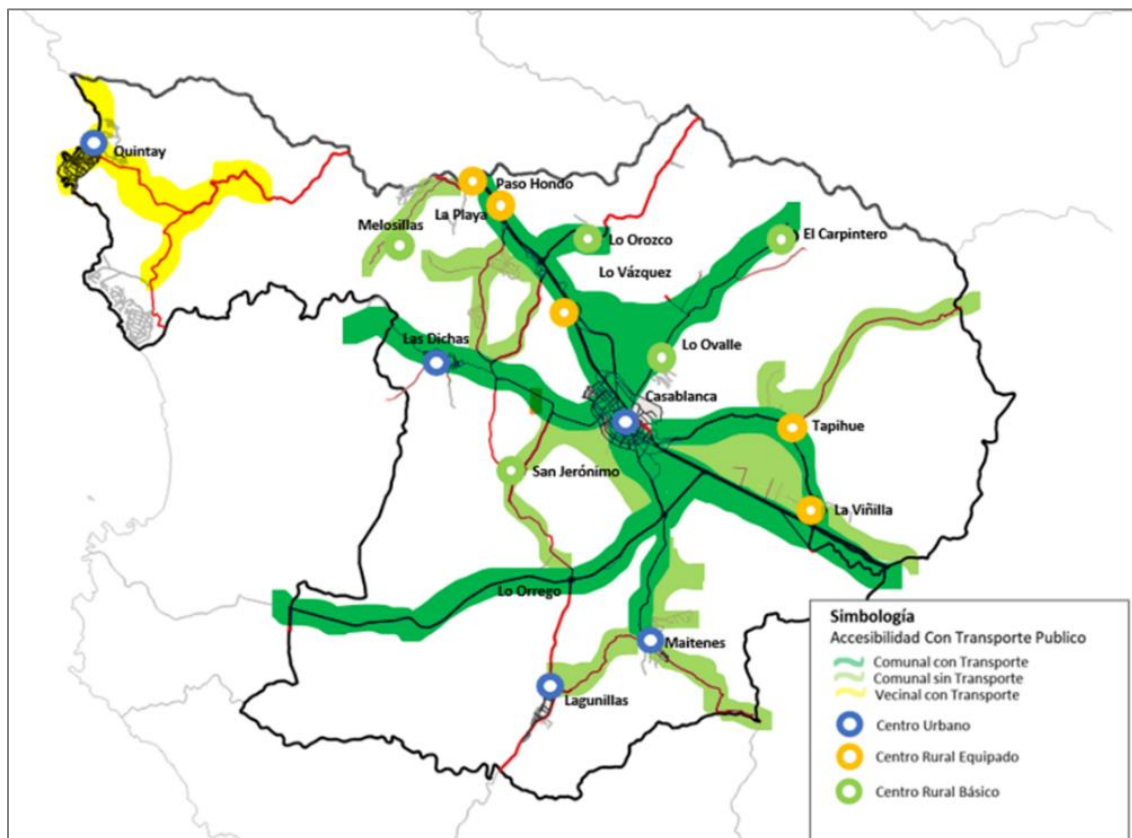 Quintay
Paso Hondo
La Playa
Melosillas
Lo Orozco
El Carpintero
Lo Vázquez
Las Dichas
Lo Ovalle
Casablanca
Tapihue
San Jerónimo
La Viñilla
Lo Orrego
Maitenes
Lagunillas
Simbología
Accesibilidad Con Transporte Publico
Comunal con Transporte
Comunal sin Transporte
Vecinal con Transporte
Centro Urbano
Centro Rural Equipado
Centro Rural Básico